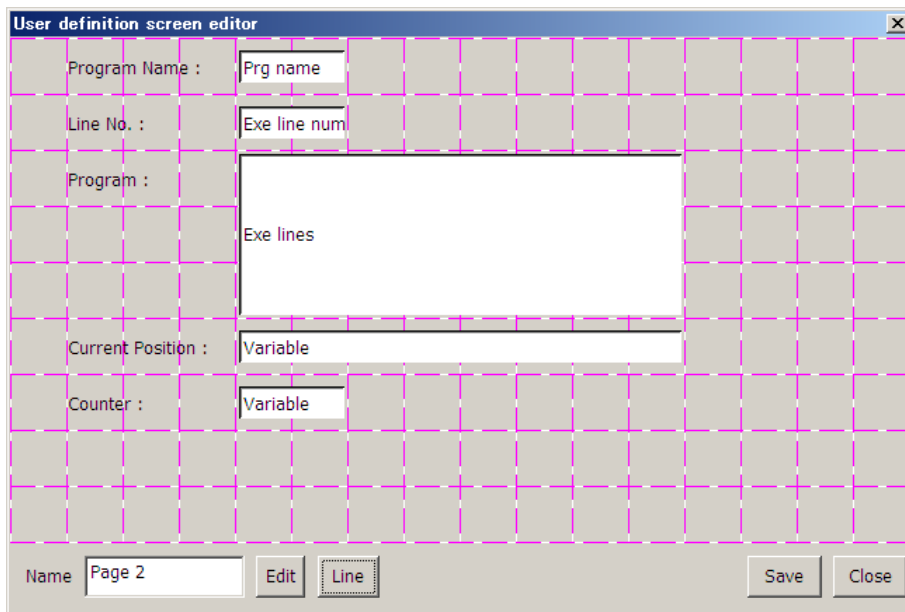 User definition screen editor
Program Name : Prg name
Line No. : Exe line num
Program :
Exe lines
Current Position : Variable
Counter : Variable
Name Page 2 Edit Line Save Close